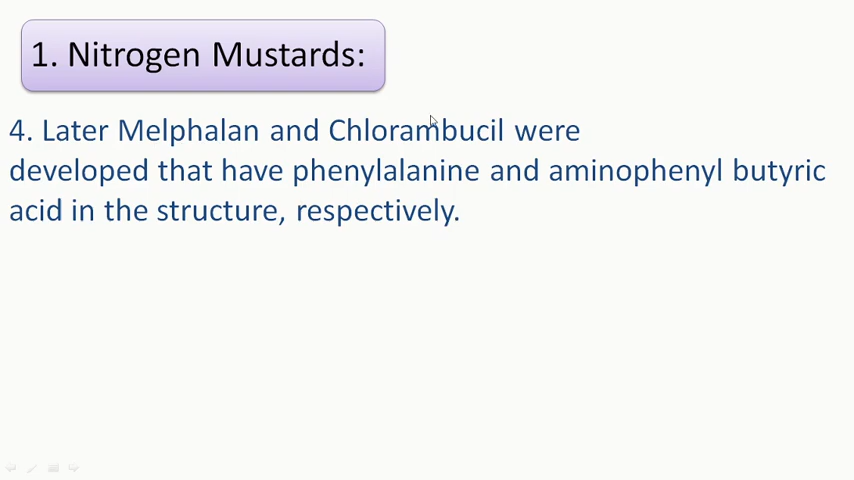 1. Nitrogen Mustards:
4. Later Melphalan and Chlorambucil were
developed that have phenylalanine and aminophenyl butyric
acid in the structure, respectively.